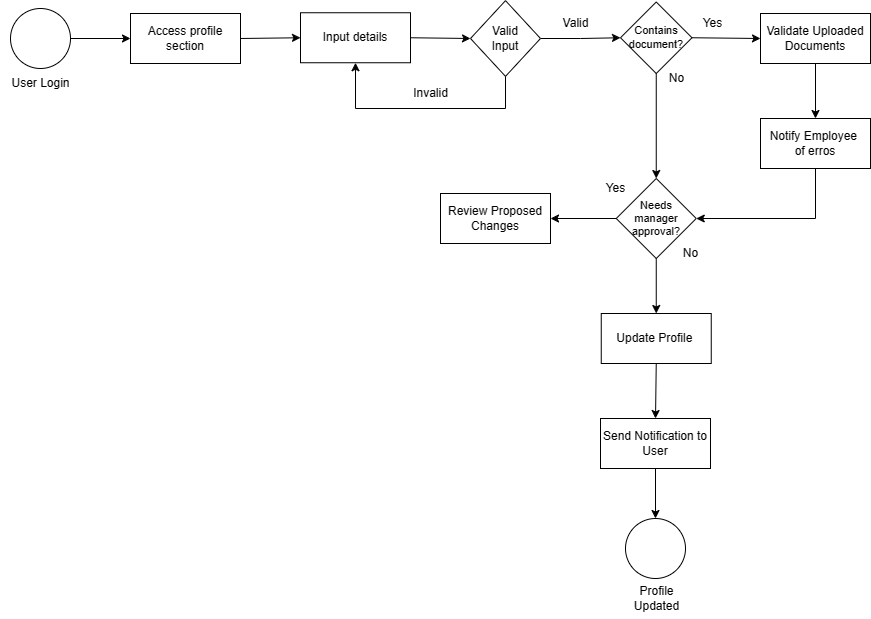 Access profile
section
Input details
Valid
Input
Valid
Contains
document?
Yes
Validate Uploaded
Documents
User Login
Invalid
No
Notify Employee
of erros
Yes
Review Proposed
Changes
Needs
manager
approval?
No
Update Profile
Send Notification to
User
Profile
Updated